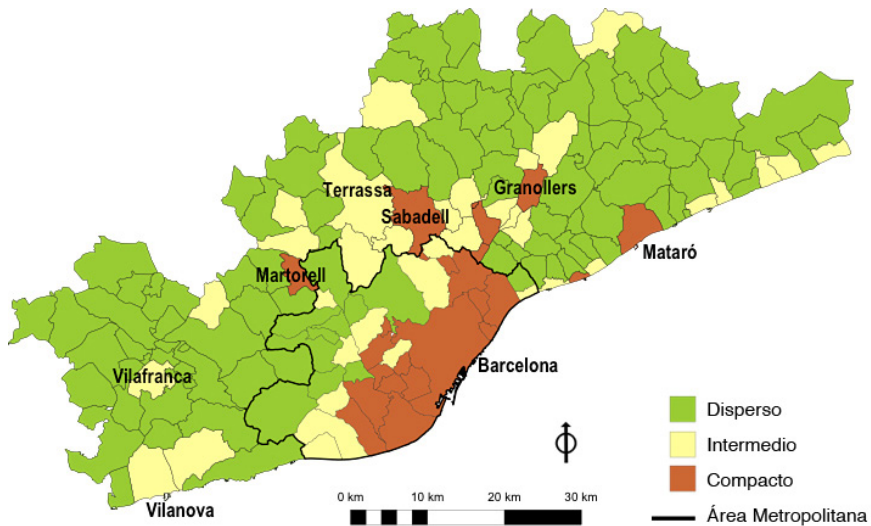 Terrassa
Granollers
Sabadell
Mataró
Martorell
Barcelona
Vilafranca
Vilanova
Disperso
Intermedio
Compacto
Área Metropolitana
0 km 10 km 20 km 30 km